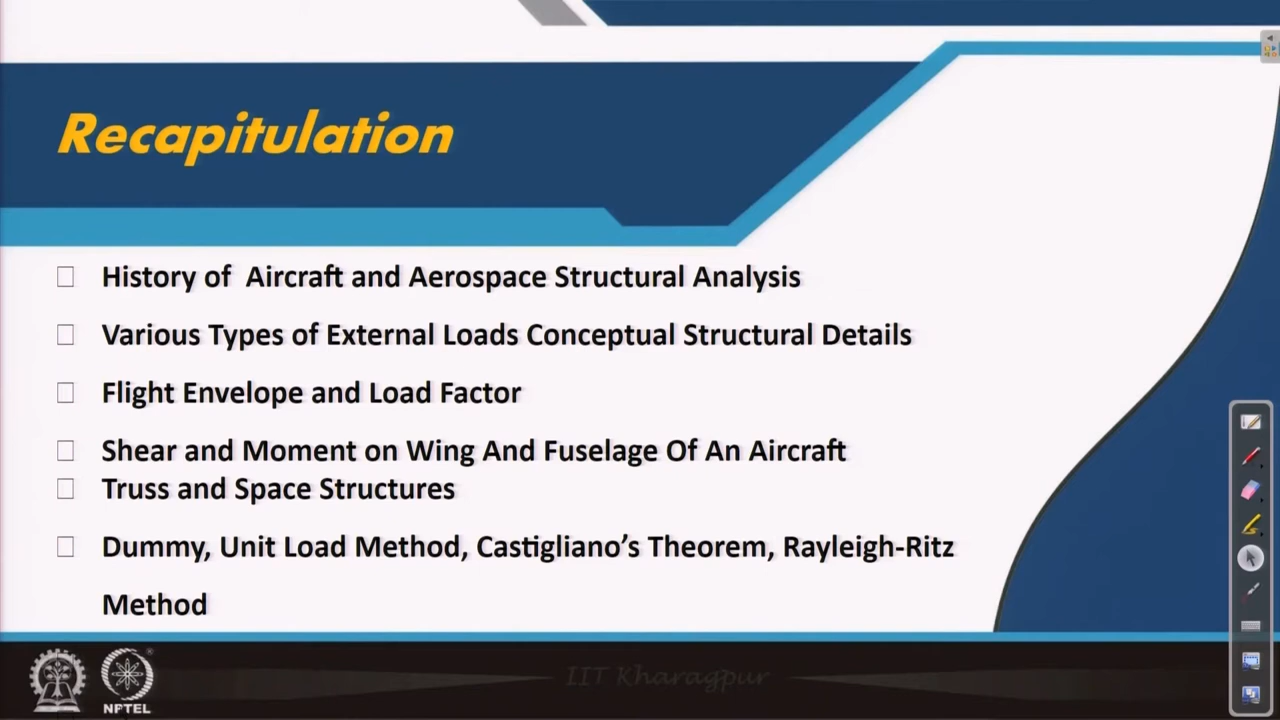 Recapitulation
History of Aircraft and Aerospace Structural Analysis
Various Types of External Loads Conceptual Structural Details
Flight Envelope and Load Factor
Shear and Moment on Wing And Fuselage Of An Aircraft
Truss and Space Structures
Dummy, Unit Load Method, Castigliano's Theorem, Rayleigh-Ritz
Method
IIT Kharagpur
NPTEL